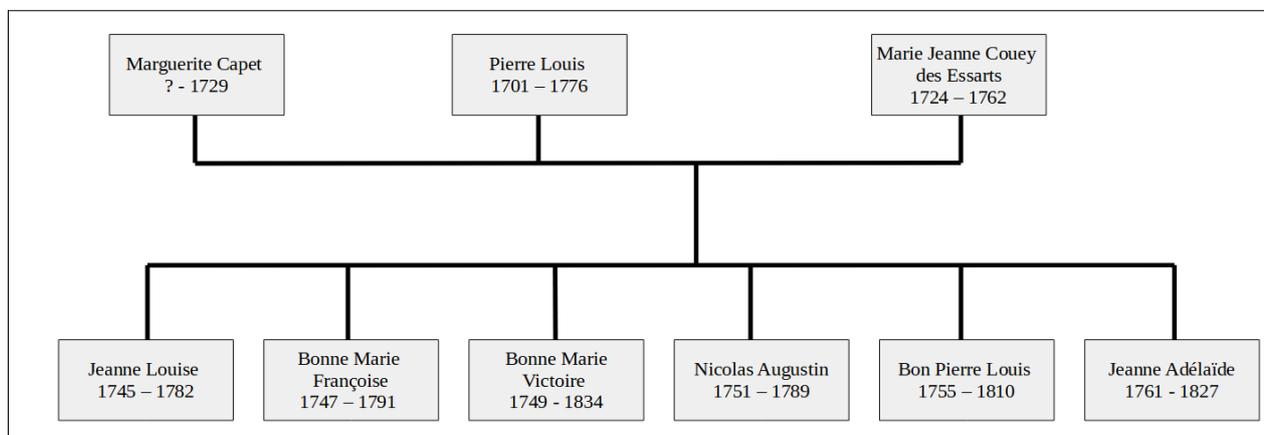 Marguerite Capet
? - 1729
Pierre Louis
1701 – 1776
Marie Jeanne Couey
des Essarts
1724 – 1762
Jeanne Louise
1745 – 1782
Bonne Marie
Françoise
1747 – 1791
Bonne Marie
Victoire
1749 - 1834
Nicolas Augustin
1751 – 1789
Bon Pierre Louis
1755 – 1810
Jeanne Adélaïde
1761 - 1827